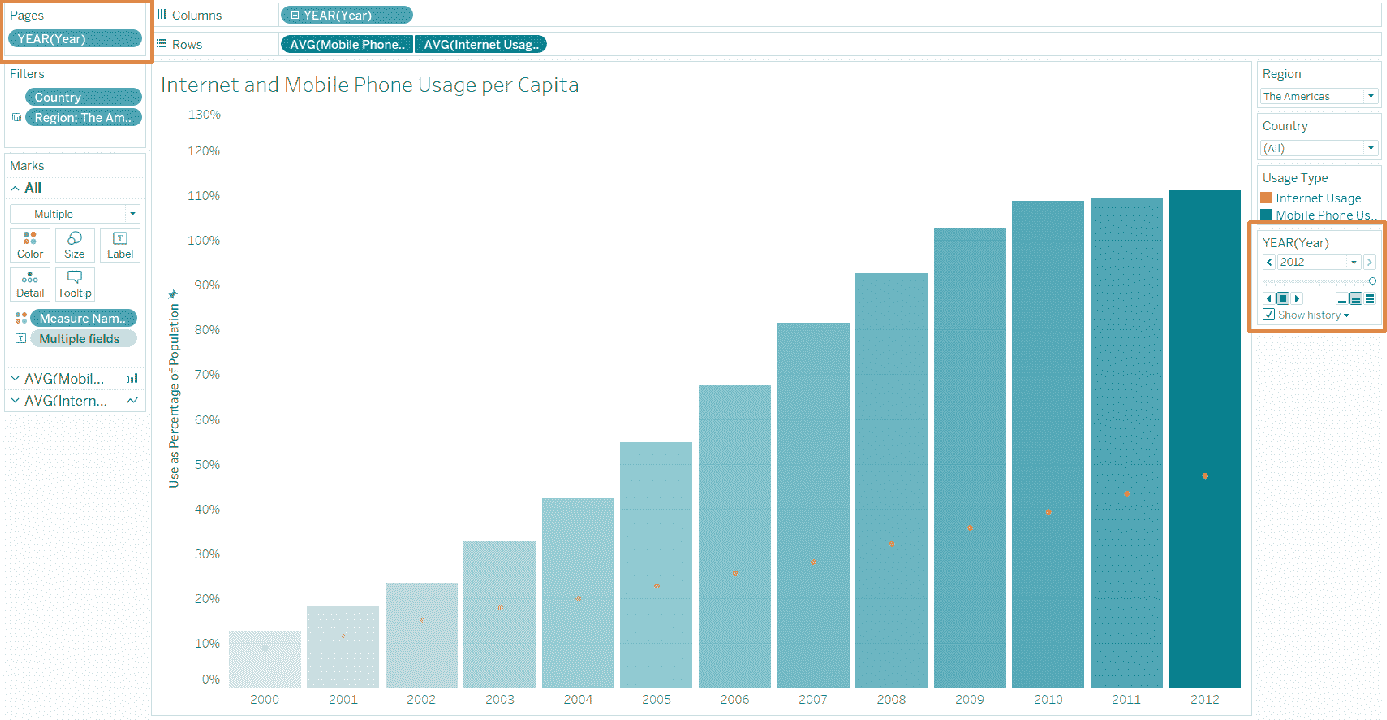 Pages
YEAR(Year)
Columns
YEAR(Year)
Rows
AVG(Mobile Phone..
AVG(Internet Usag..
Filters
Country
Region: The Am..
Marks
All
Multiple
Color
Size
Label
Detail
Tooltip
Measure Nam..
Multiple fields
AVG(Mobil...
AVG(Intern...
Internet and Mobile Phone Usage per Capita
Use as Percentage of Population
130%
120%
110%
100%
90%
80%
70%
60%
50%
40%
30%
20%
10%
0%
2000 2001 2002 2003 2004 2005 2006 2007 2008 2009 2010 2011 2012
Region
The Americas
Country
(All)
Usage Type
Internet Usage
Mobile Phone Us..
YEAR(Year)
2012
Show history